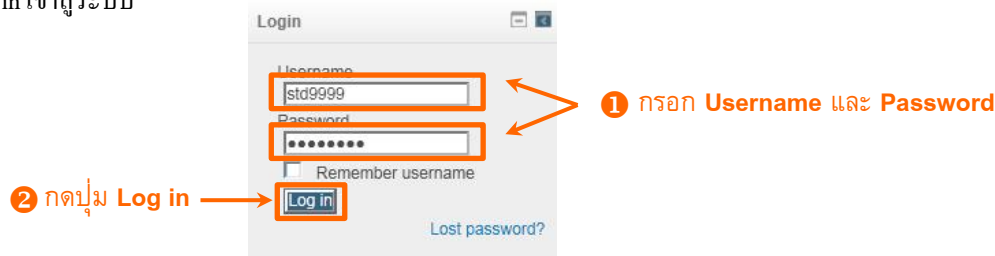 Login
Username
std9999
Password
❶ กรอก Username และ Password
Remember username
❷ กดปุ่ม Log in
Log in
Lost password?